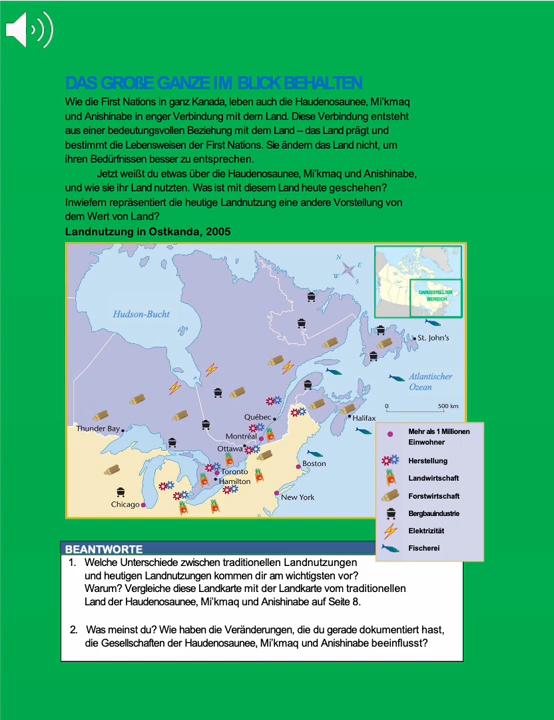 DAS GROßE GANZE IM BLICK BEHALTEN
Wie die First Nations in ganz Kanada, leben auch die Haudenosaunee, Mi'kmaq
und Anishinabe in enger Verbindung mit dem Land. Diese Verbindung entsteht
aus einer bedeutungsvollen Beziehung mit dem Land – das Land prägt und
bestimmt die Lebensweisen der First Nations. Sie ändern das Land nicht, um
ihren Bedürfnissen besser zu entsprechen.
Jetzt weißt du etwas über die Haudenosaunee, Mi'kmaq und Anishinabe,
und wie sie ihr Land nutzten. Was ist mit diesem Land heute geschehen?
Inwiefern repräsentiert die heutige Landnutzung eine andere Vorstellung von
dem Wert von Land?
Landnutzung in Ostkanda, 2005
N
W
E
S
DARGESTELLTER
BEREICH
Hudson-Bucht
St. John's
Atlantischer
Ozean
0 500 km
Thunder Bay
Québec
Halifax
Montréal
Ottawa
Boston
Toronto
Hamilton
New York
Chicago
Mehr als 1 Millionen
Einwohner
Herstellung
Landwirtschaft
Forstwirtschaft
Bergbauindustrie
Elektrizität
Fischerei
BEANTWORTE
1. Welche Unterschiede zwischen traditionellen Landnutzungen
und heutigen Landnutzungen kommen dir am wichtigsten vor?
Warum? Vergleiche diese Landkarte mit der Landkarte vom traditionellen
Land der Haudenosaunee, Mi'kmaq und Anishinabe auf Seite 8.
2. Was meinst du? Wie haben die Veränderungen, die du gerade dokumentiert hast,
die Gesellschaften der Haudenosaunee, Mi'kmaq und Anishinabe beeinflusst?